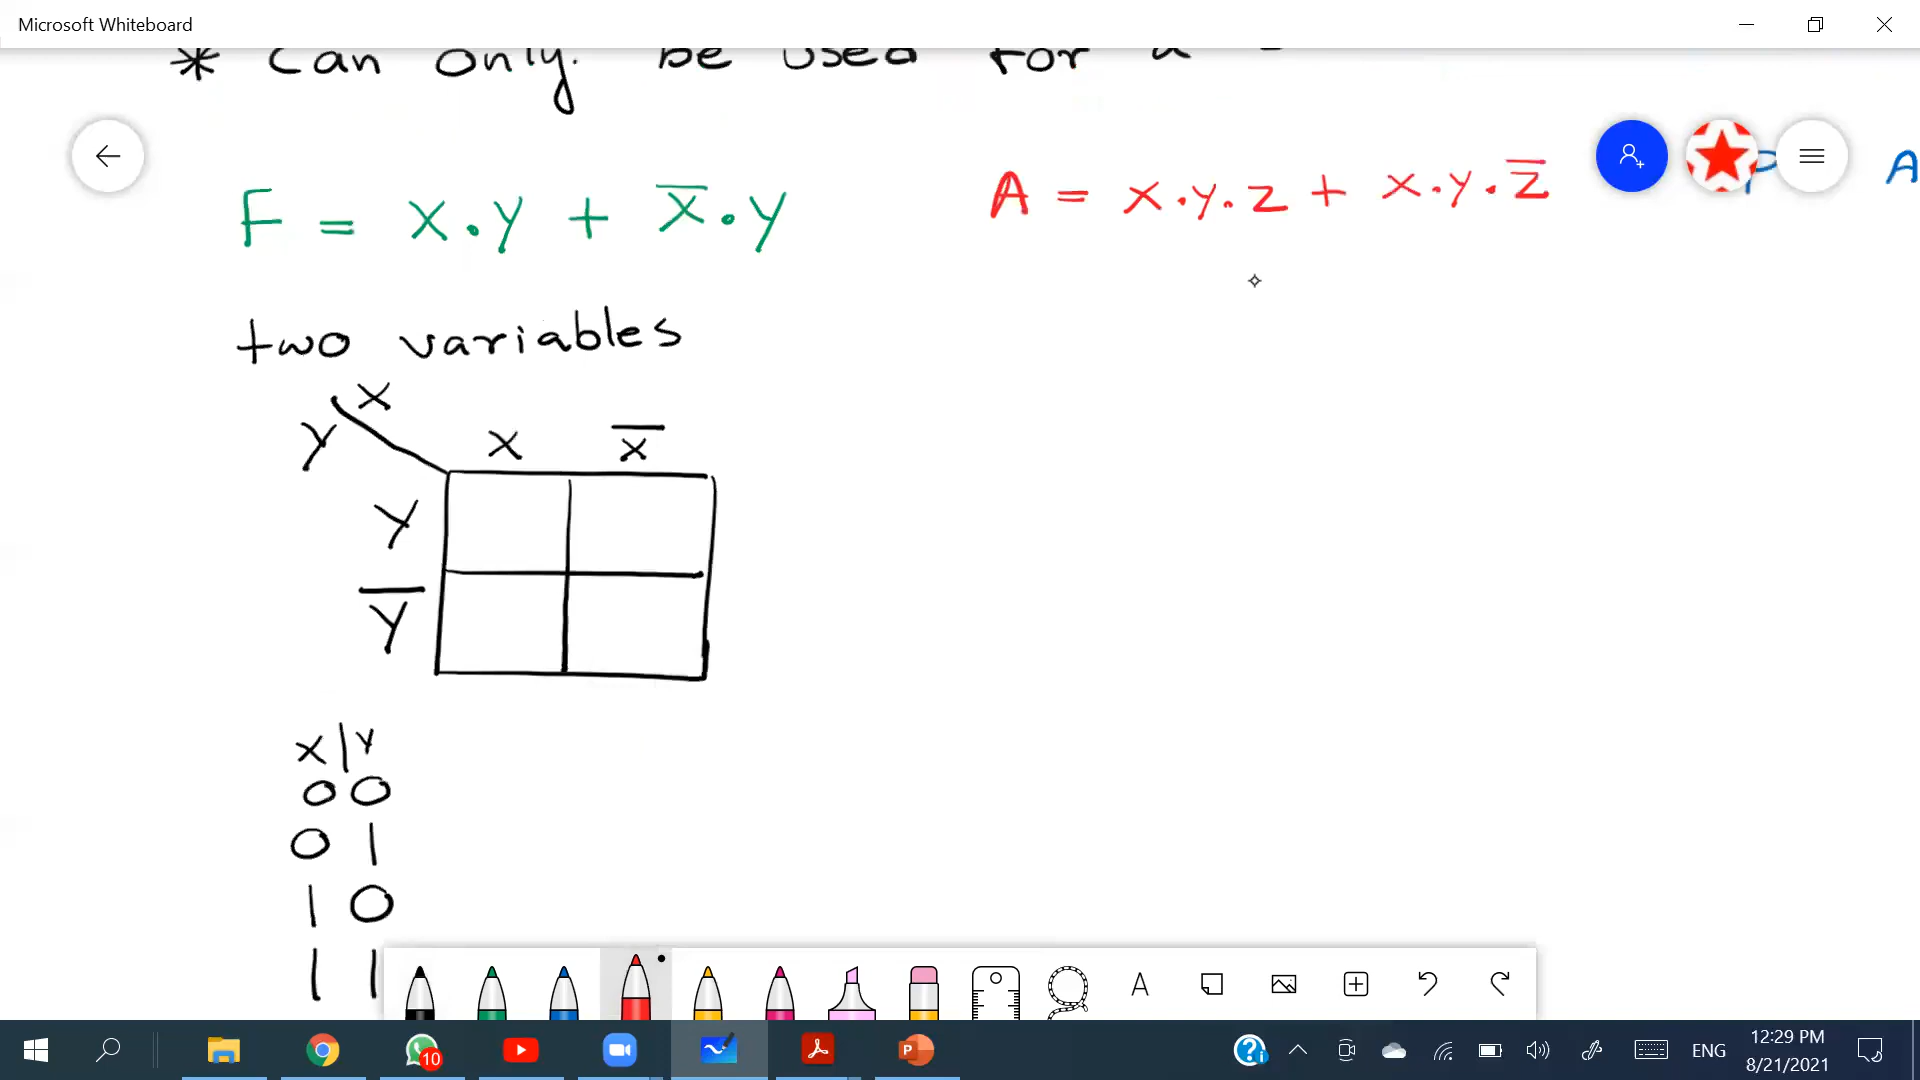 Microsoft Whiteboard
* Can only be used for a
F = X.Y + X̅.Y
A = X.Y.Z + X.Y.Z̅
P A
two variables
X
Y
X X̅
Y
Y̅
X|Y
0 0
0 1
1 0
1 1
A
10
P
ENG
12:29 PM
8/21/2021